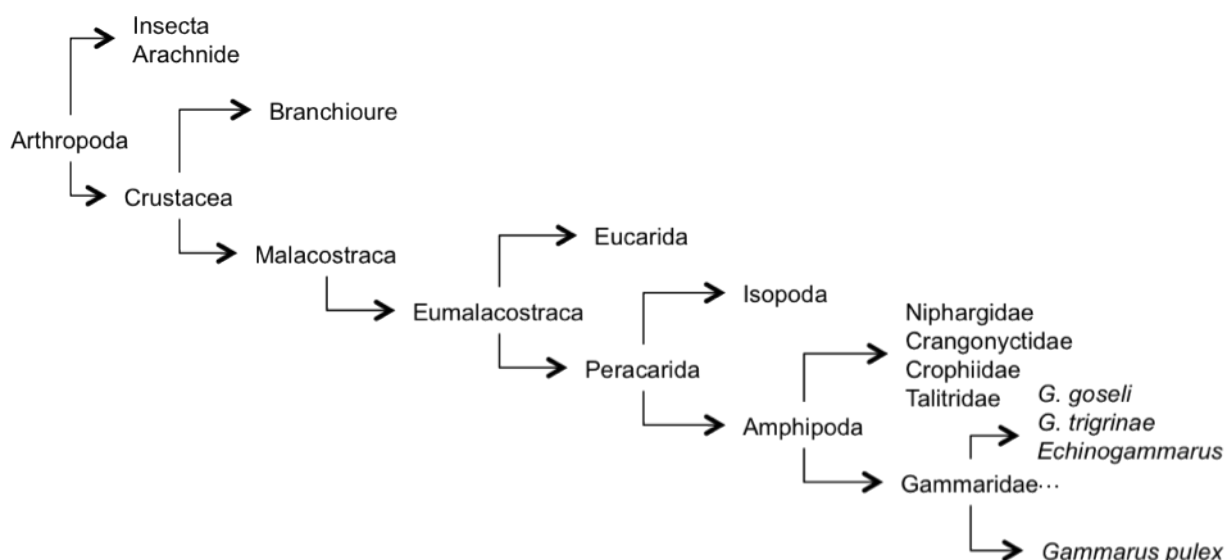 Insecta
Arachnide
Branchioure
Arthropoda
Crustacea
Eucarida
Malacostraca
Isopoda
Eumalacostraca
Niphargidae
Crangonyctidae
Crophiidae
Talitridae
Peracarida
G. goseli
G. trigrinae
Echinogammarus
Amphipoda
Gammaridae···
Gammarus pulex